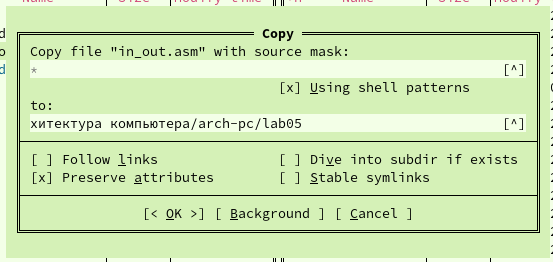 Copy
Copy file "in_out.asm" with source mask:
* [^]
[x] Using shell patterns
to:
хитектура компьютера/arch-pc/lab05 [^]
[ ] Follow links [ ] Dive into subdir if exists
[x] Preserve attributes [ ] Stable symlinks
[< OK >] [ Background ] [ Cancel ]